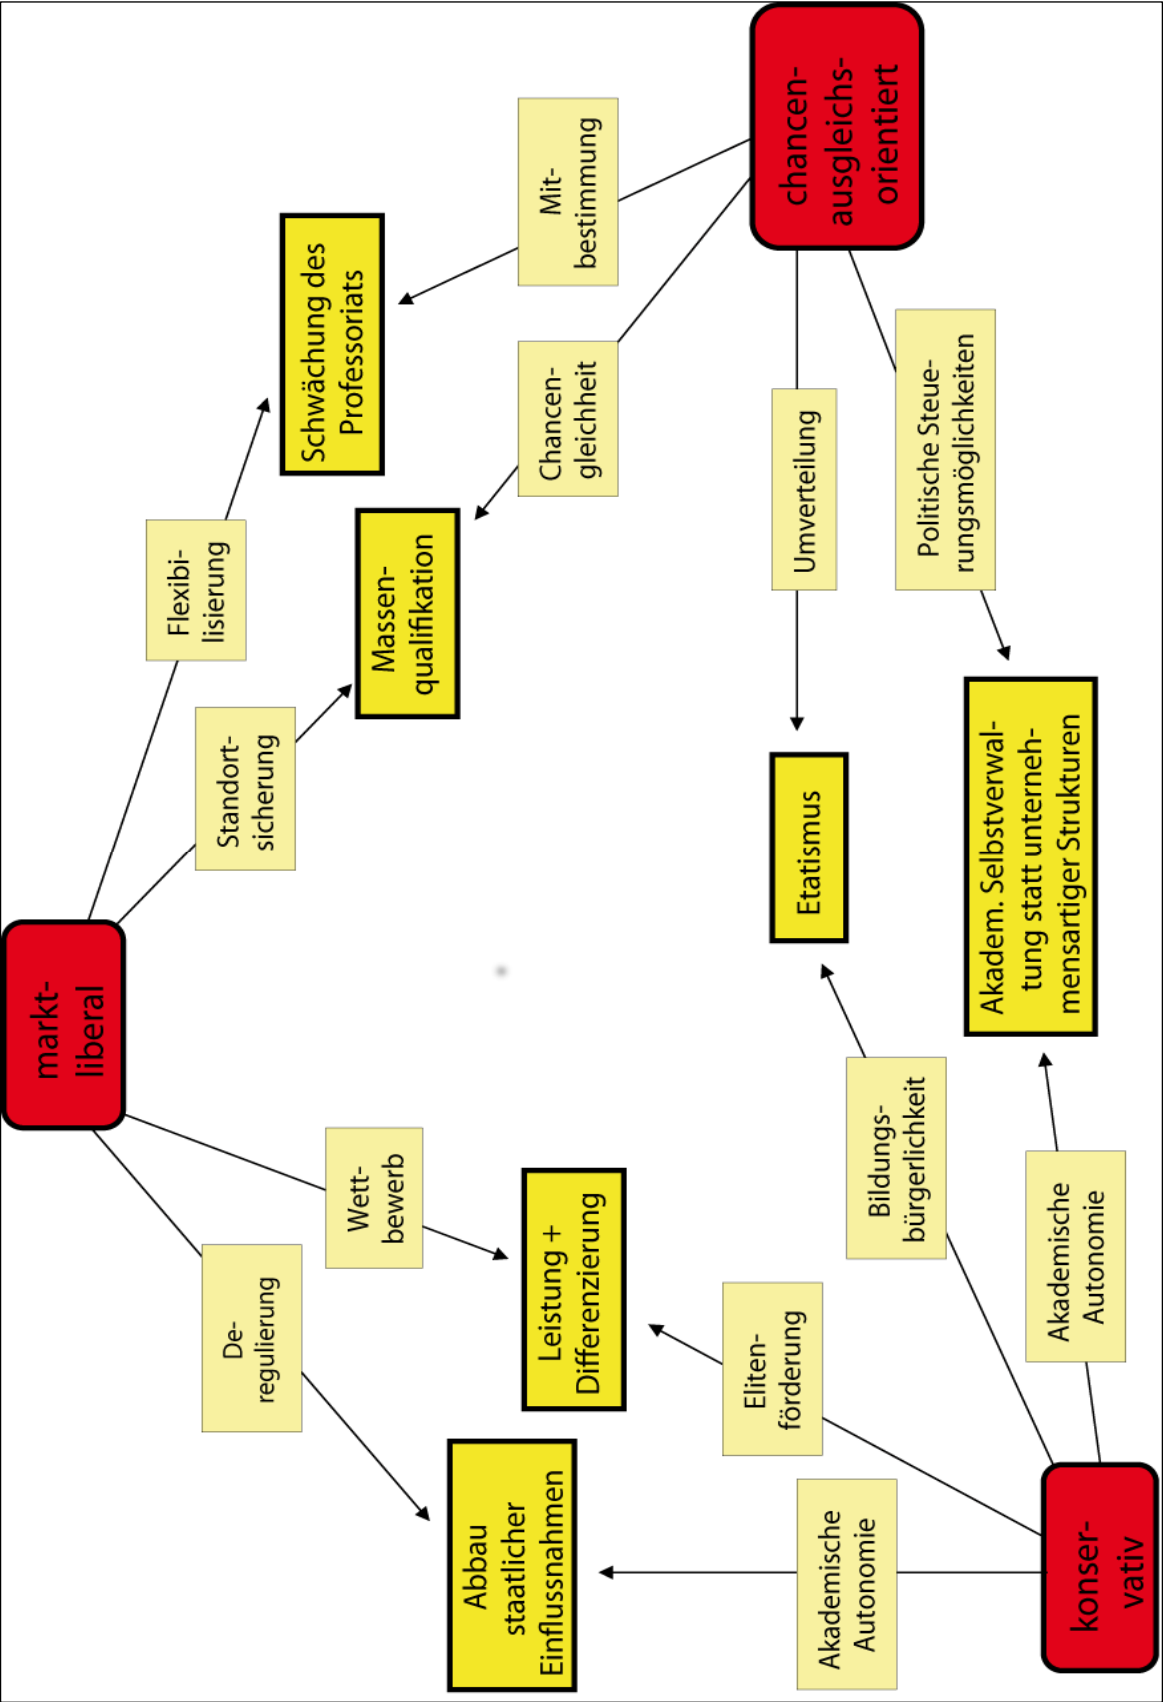 markt-
liberal
De-
regulierung
Wett-
bewerb
Standort-
sicherung
Flexibi-
lisierung
Abbau
staatlicher
Einflussnahmen
Leistung +
Differenzierung
Massen-
qualifikation
Schwächung des
Professoriats
Akademische
Autonomie
Eliten-
förderung
Chancen-
gleichheit
Mit-
bestimmung
Bildungs-
bürgerlichkeit
Etatismus
Umverteilung
chancen-
ausgleichs-
orientiert
konser-
vativ
Akademische
Autonomie
Akadem. Selbstverwal-
tung statt unterneh-
mensartiger Strukturen
Politische Steue-
rungsmöglichkeiten